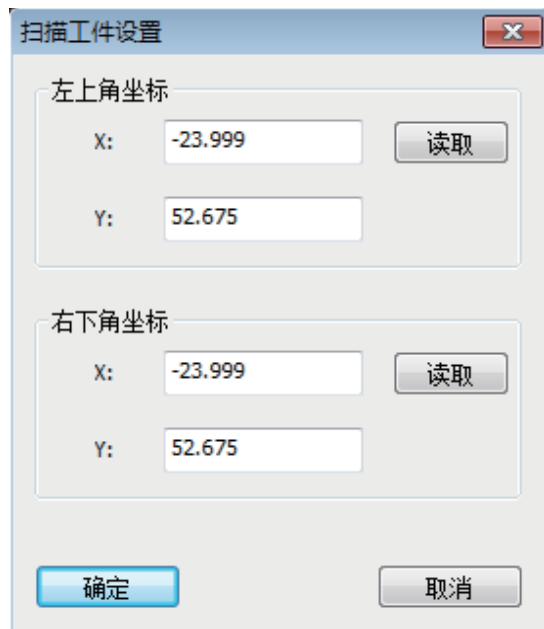 扫描工件设置
左上角坐标
X: -23.999 读取
Y: 52.675
右下角坐标
X: -23.999 读取
Y: 52.675
确定 取消